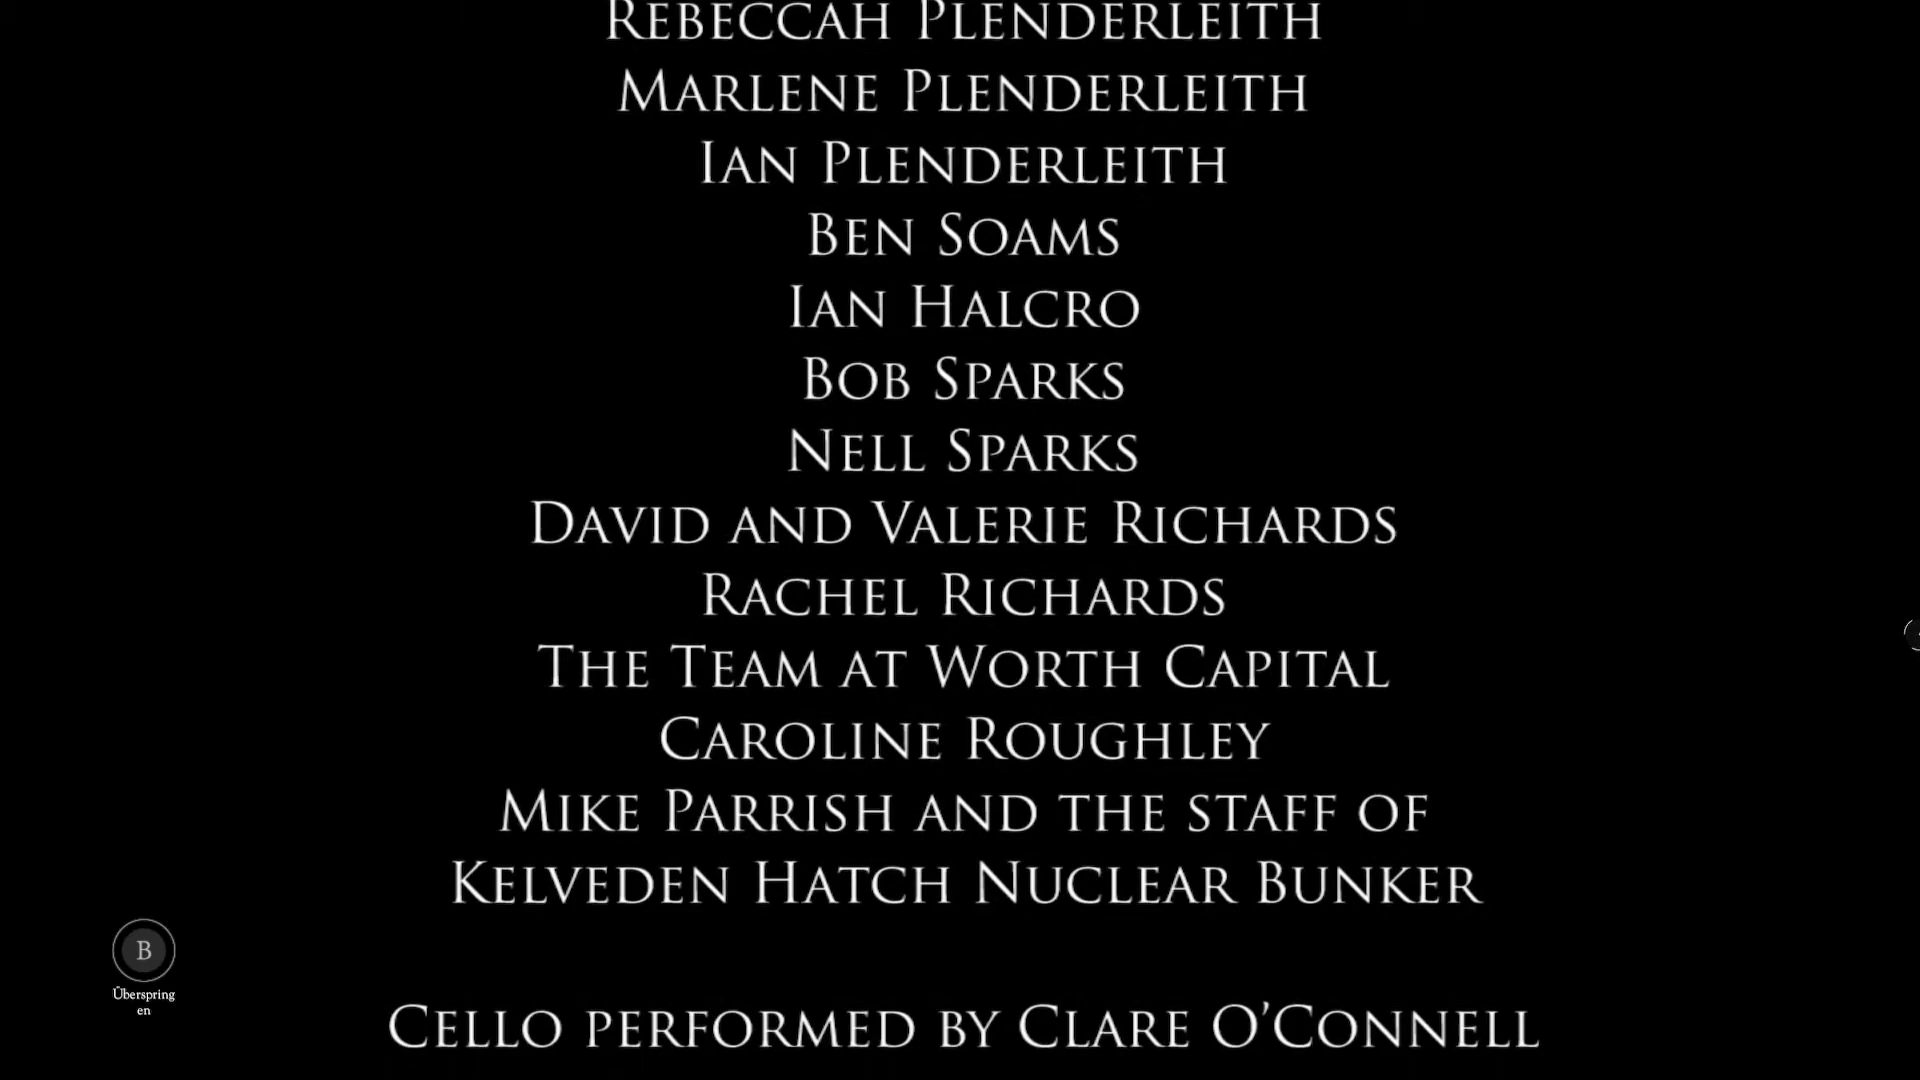 Rebeccah Plenderleith
Marlene Plenderleith
Ian Plenderleith
Ben Soams
Ian Halcro
Bob Sparks
Nell Sparks
David and Valerie Richards
Rachel Richards
The Team at Worth Capital
Caroline Roughley
Mike Parrish and the staff of
Kelveden Hatch Nuclear Bunker
B
Überspring
en
Cello performed by Clare O'Connell